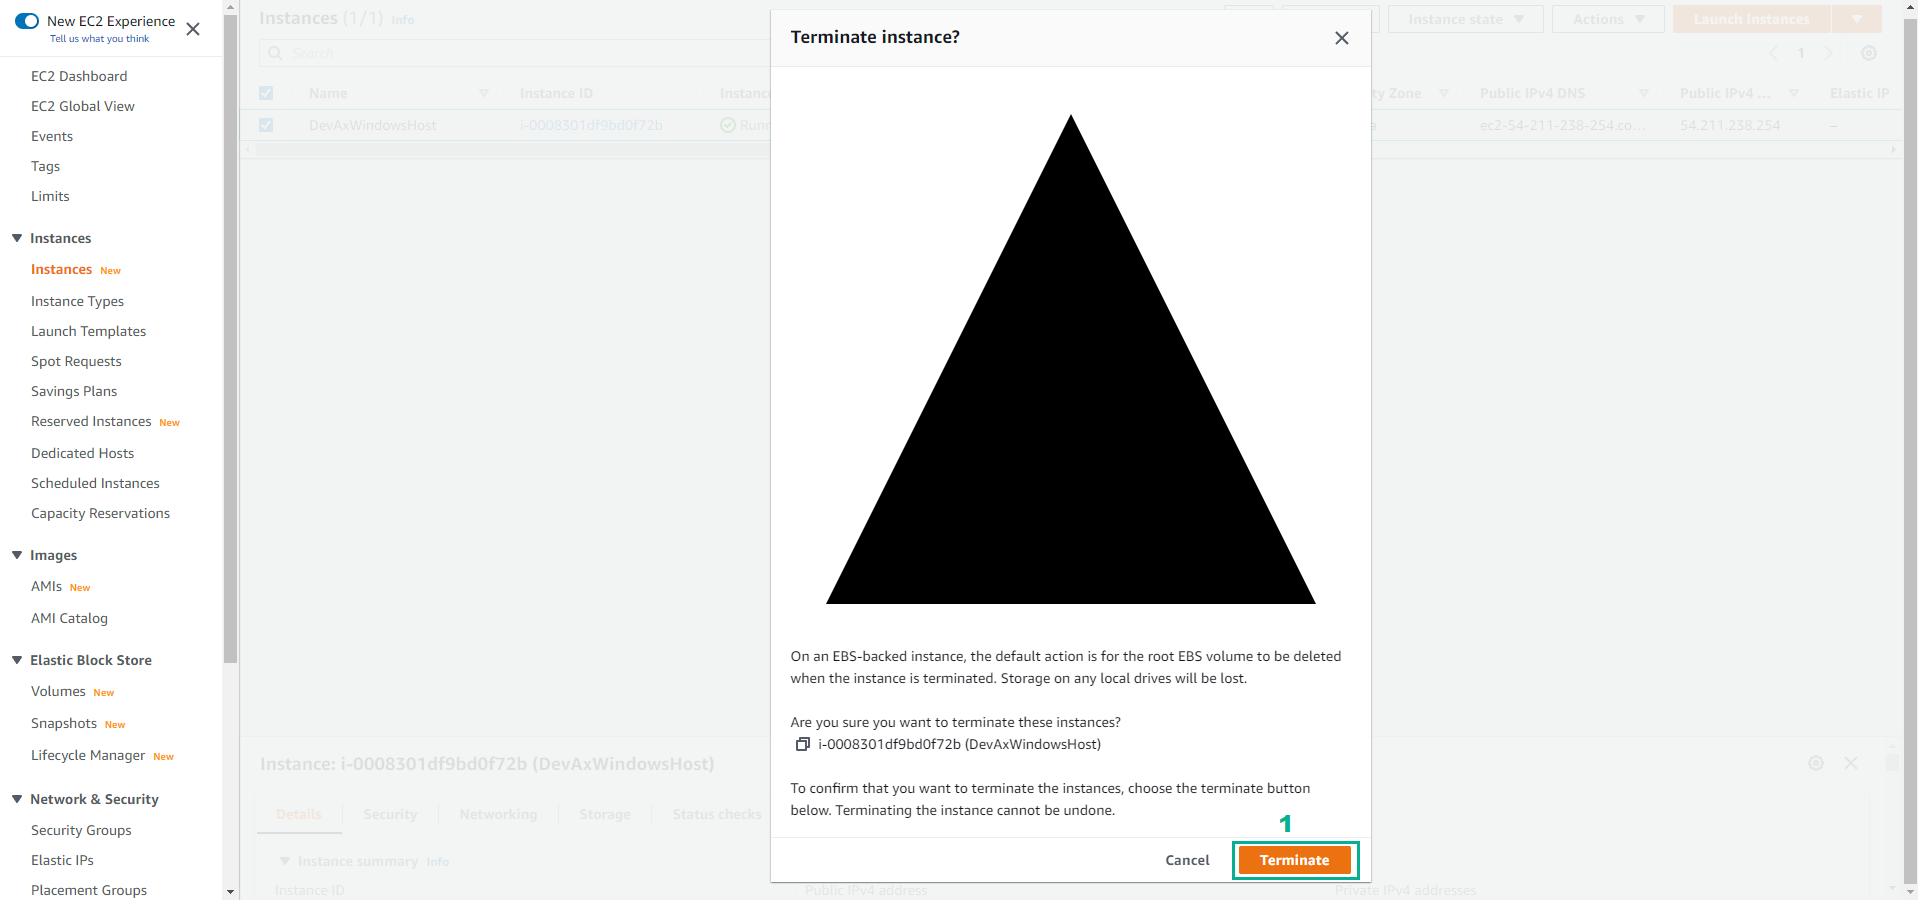 New EC2 Experience
Tell us what you think
EC2 Dashboard
EC2 Global View
Events
Tags
Limits
Instances
Instances New
Instance Types
Launch Templates
Spot Requests
Savings Plans
Reserved Instances New
Dedicated Hosts
Scheduled Instances
Capacity Reservations
Images
AMIs New
AMI Catalog
Elastic Block Store
Volumes New
Snapshots New
Lifecycle Manager New
Network & Security
Security Groups
Elastic IPs
Placement Groups
Instances (1/1) Info
Instance state
Actions
Launch Instances
Search
1
Name
Instance ID
Instanc
ty Zone
Public IPv4 DNS
Public IPv4 ...
Elastic IP
DevAxWindowsHost
i-0008301df9bd0f72b
Runn
a
ec2-54-211-238-254.co...
54.211.238.254
–
Terminate instance?
On an EBS-backed instance, the default action is for the root EBS volume to be deleted
when the instance is terminated. Storage on any local drives will be lost.
Are you sure you want to terminate these instances?
i-0008301df9bd0f72b (DevAxWindowsHost)
To confirm that you want to terminate the instances, choose the terminate button
below. Terminating the instance cannot be undone.
1
Cancel
Terminate
Instance: i-0008301df9bd0f72b (DevAxWindowsHost)
Details
Security
Networking
Storage
Status checks
Instance summary Info
Instance ID
Public IPv4 address
Private IPv4 addresses